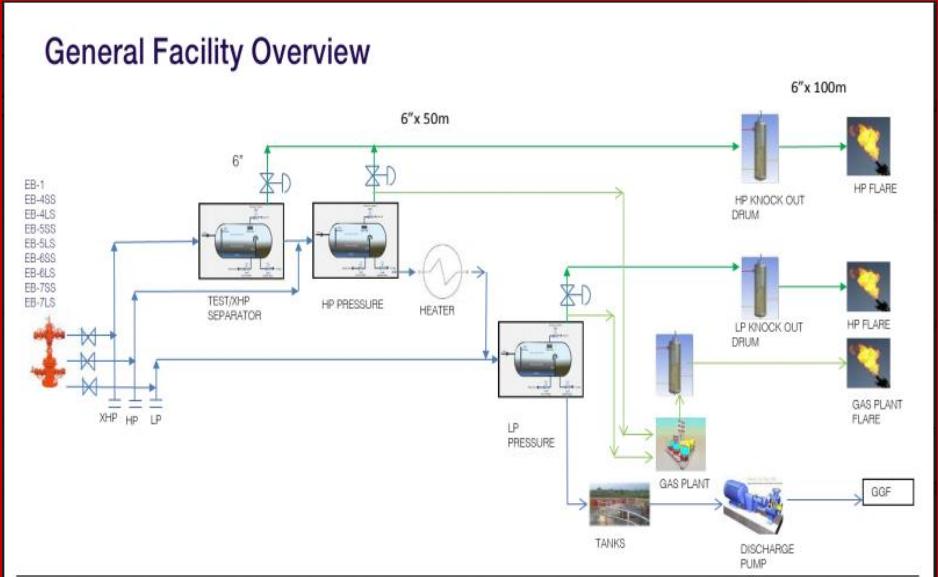 General Facility Overview
6"x 100m
6"x 50m
6"
EB-1
EB-4SS
EB-4LS
EB-5SS
EB-5LS
EB-6SS
EB-6LS
EB-7SS
EB-7LS
HP KNOCK OUT
DRUM
HP FLARE
TEST/XHP
SEPARATOR
HP PRESSURE
HEATER
LP KNOCK OUT
DRUM
HP FLARE
XHP
HP
LP
LP
PRESSURE
GAS PLANT
FLARE
GAS PLANT
GGF
TANKS
DISCHARGE
PUMP